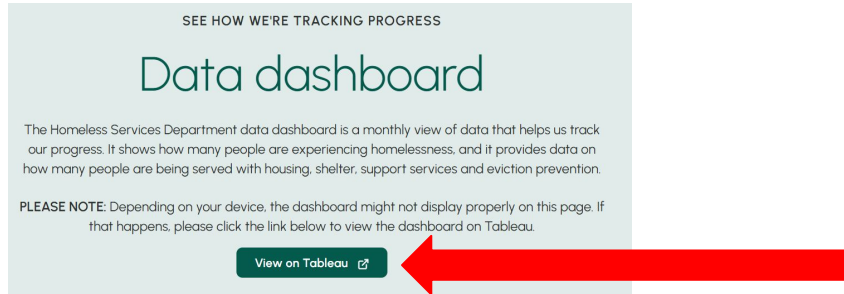 SEE HOW WE'RE TRACKING PROGRESS
Data dashboard
The Homeless Services Department data dashboard is a monthly view of data that helps us track
our progress. It shows how many people are experiencing homelessness, and it provides data on
how many people are being served with housing, shelter, support services and eviction prevention.
PLEASE NOTE: Depending on your device, the dashboard might not display properly on this page. If
that happens, please click the link below to view the dashboard on Tableau.
View on Tableau